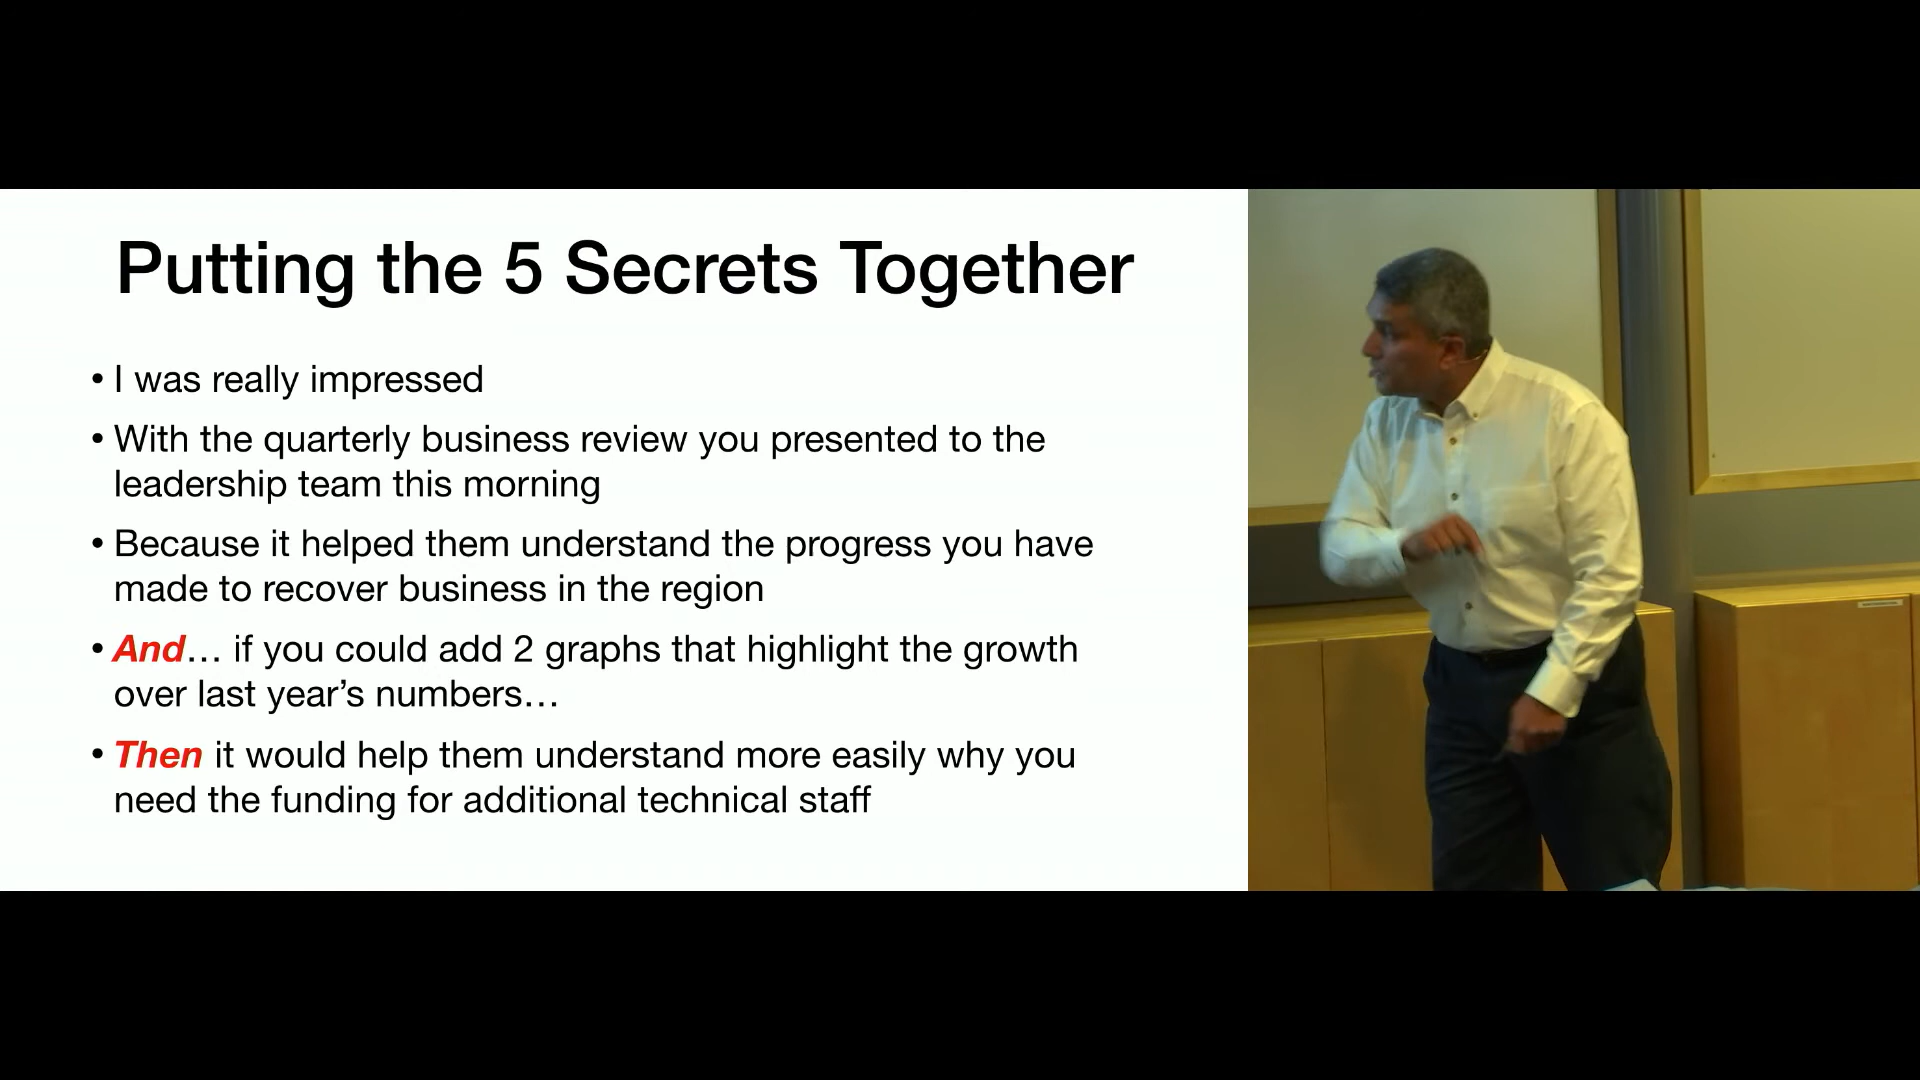 Putting the 5 Secrets Together
• I was really impressed
• With the quarterly business review you presented to the
leadership team this morning
• Because it helped them understand the progress you have
made to recover business in the region
• And… if you could add 2 graphs that highlight the growth
over last year’s numbers…
• Then it would help them understand more easily why you
need the funding for additional technical staff